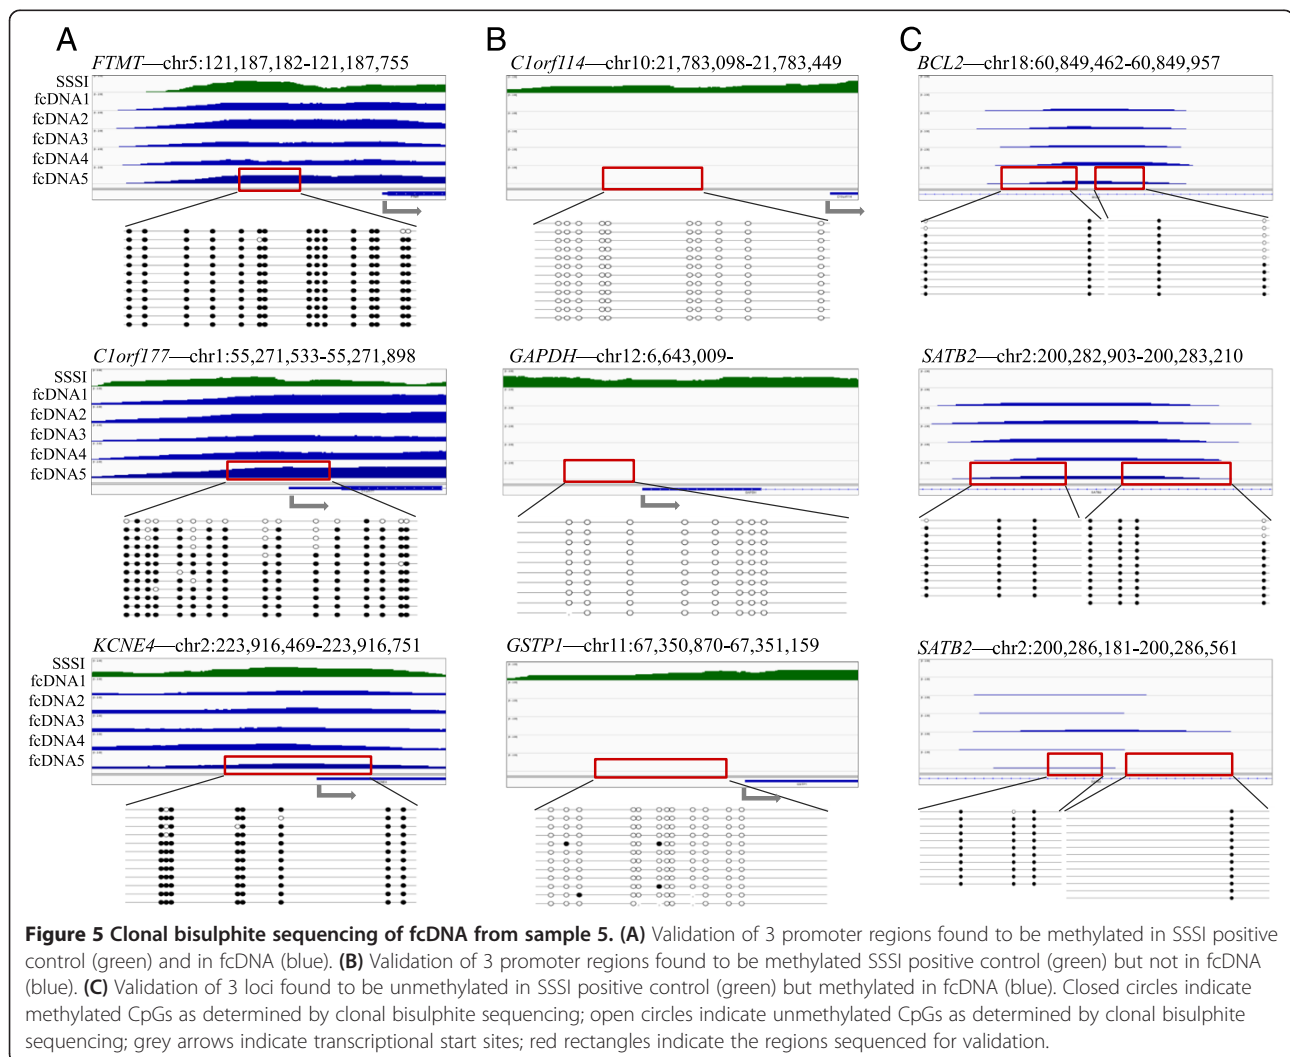 A
B
C
FTMT—chr5:121,187,182-121,187,755
SSSI
fcDNA1
fcDNA2
fcDNA3
fcDNA4
fcDNA5
C1orf114—chr10:21,783,098-21,783,449
BCL2—chr18:60,849,462-60,849,957
C1orf177—chr1:55,271,533-55,271,898
SSSI
fcDNA1
fcDNA2
fcDNA3
fcDNA4
fcDNA5
GAPDH—chr12:6,643,009-
SATB2—chr2:200,282,903-200,283,210
KCNE4—chr2:223,916,469-223,916,751
SSSI
fcDNA1
fcDNA2
fcDNA3
fcDNA4
fcDNA5
GSTP1—chr11:67,350,870-67,351,159
SATB2—chr2:200,286,181-200,286,561
Figure 5 Clonal bisulphite sequencing of fcDNA from sample 5. (A) Validation of 3 promoter regions found to be methylated in SSSI positive
control (green) and in fcDNA (blue). (B) Validation of 3 promoter regions found to be methylated SSSI positive control (green) but not in fcDNA
(blue). (C) Validation of 3 loci found to be unmethylated in SSSI positive control (green) but methylated in fcDNA (blue). Closed circles indicate
methylated CpGs as determined by clonal bisulphite sequencing; open circles indicate unmethylated CpGs as determined by clonal bisulphite
sequencing; grey arrows indicate transcriptional start sites; red rectangles indicate the regions sequenced for validation.